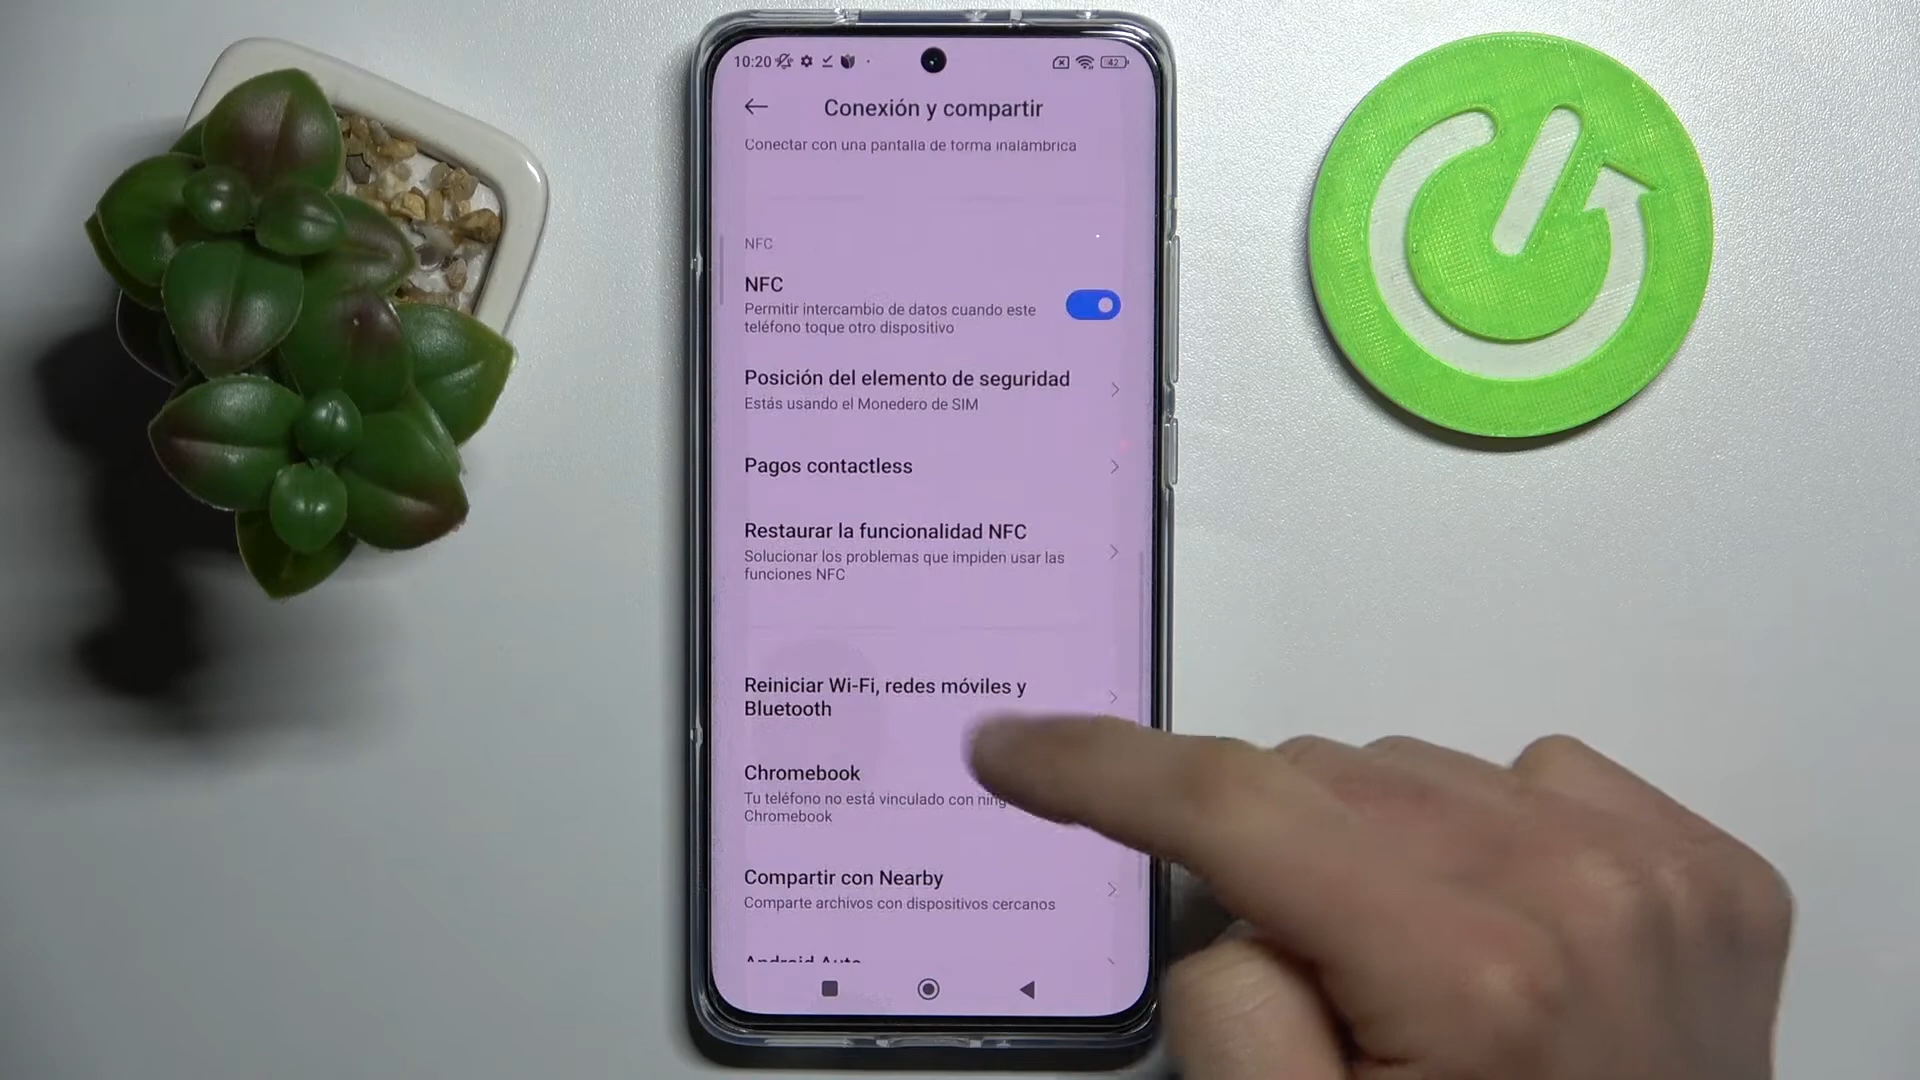 10:20
42
Conexión y compartir
Conectar con una pantalla de forma inalámbrica
NFC
NFC
Permitir intercambio de datos cuando este
teléfono toque otro dispositivo
Posición del elemento de seguridad
Estás usando el Monedero de SIM
Pagos contactless
Restaurar la funcionalidad NFC
Solucionar los problemas que impiden usar las
funciones NFC
Reiniciar Wi-Fi, redes móviles y
Bluetooth
Chromebook
Tu teléfono no está vinculado con
Chromebook
Compartir con Nearby
Comparte archivos con dispositivos cercanos
Android Auto